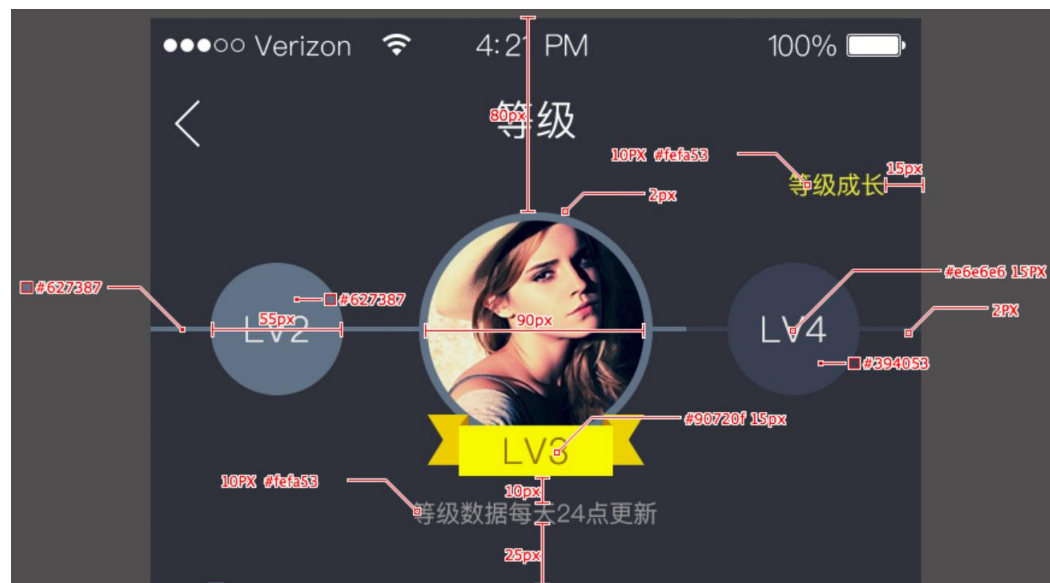 ●●●○○ Verizon 4:21 PM 100%
80px
等级
10PX #fefa53
15px
等级成长
2px
#e6e6e6 15PX
#627387
#627387
2PX
55px
90px
LV2
LV4
#394053
#90720f 15px
LV3
10PX #fefa53
10px
等级数据每天24点更新
25px